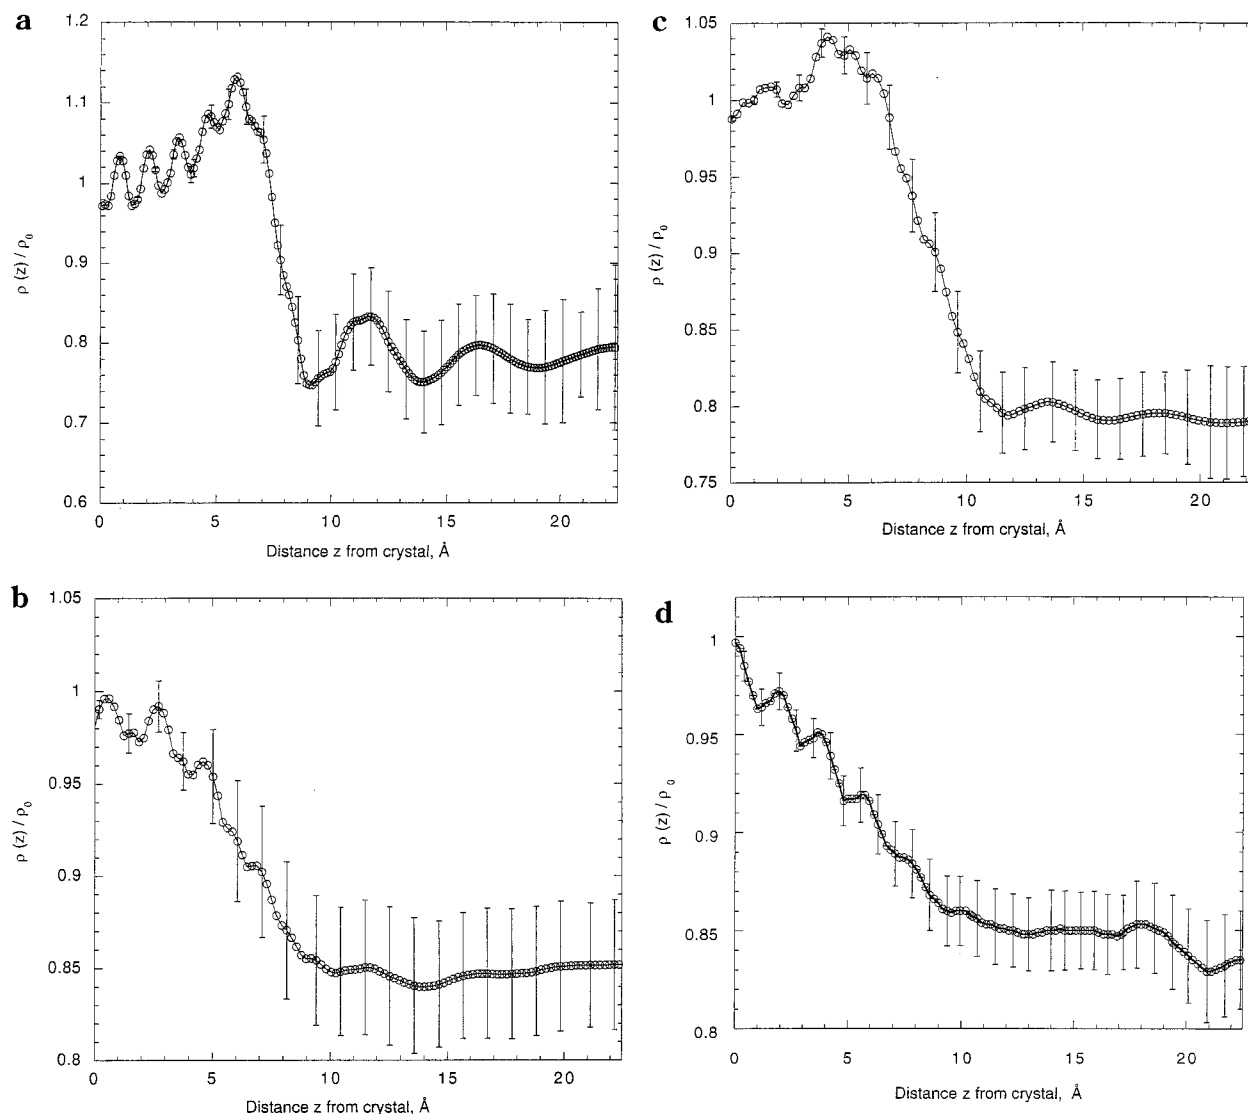 a
1.2
1.1
1
0.9
0.8
0.7
0.6
ρ (z) / ρ0
0 5 10 15 20
Distance z from crystal, Å
c
1.05
1
0.95
0.9
0.85
0.8
0.75
ρ (z) / ρ0
0 5 10 15 20
Distance z from crystal, Å
b
1.05
1
0.95
0.9
0.85
0.8
ρ (z) / ρ0
0 5 10 15 20
Distance z from crystal, Å
d
1
0.95
0.9
0.85
0.8
ρ (z) / ρ0
0 5 10 15 20
Distance z from crystal, Å